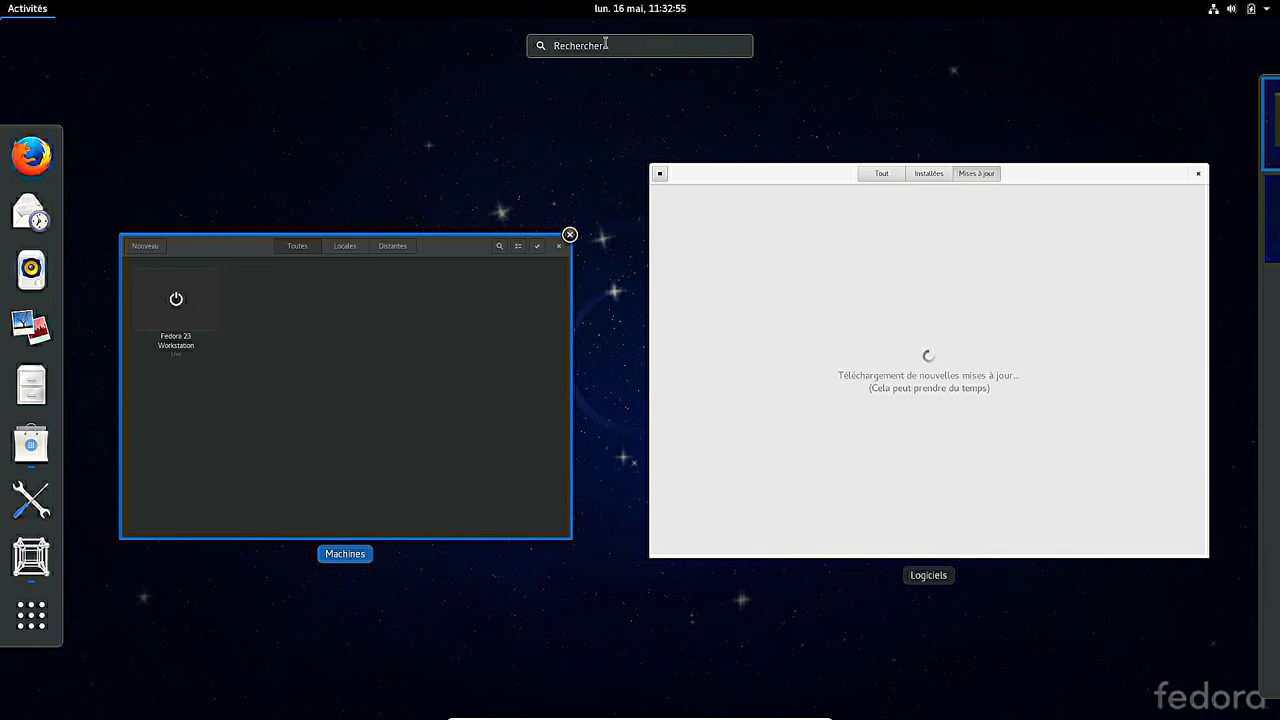 Activités
lun. 16 mai, 11:32:55
Rechercher
Tout
Installées
Mises à jour
Nouveau
Toutes
Locales
Distantes
Fedora 23
Workstation
Live
Téléchargement de nouvelles mises à jour...
(Cela peut prendre du temps)
Machines
Logiciels
fedora